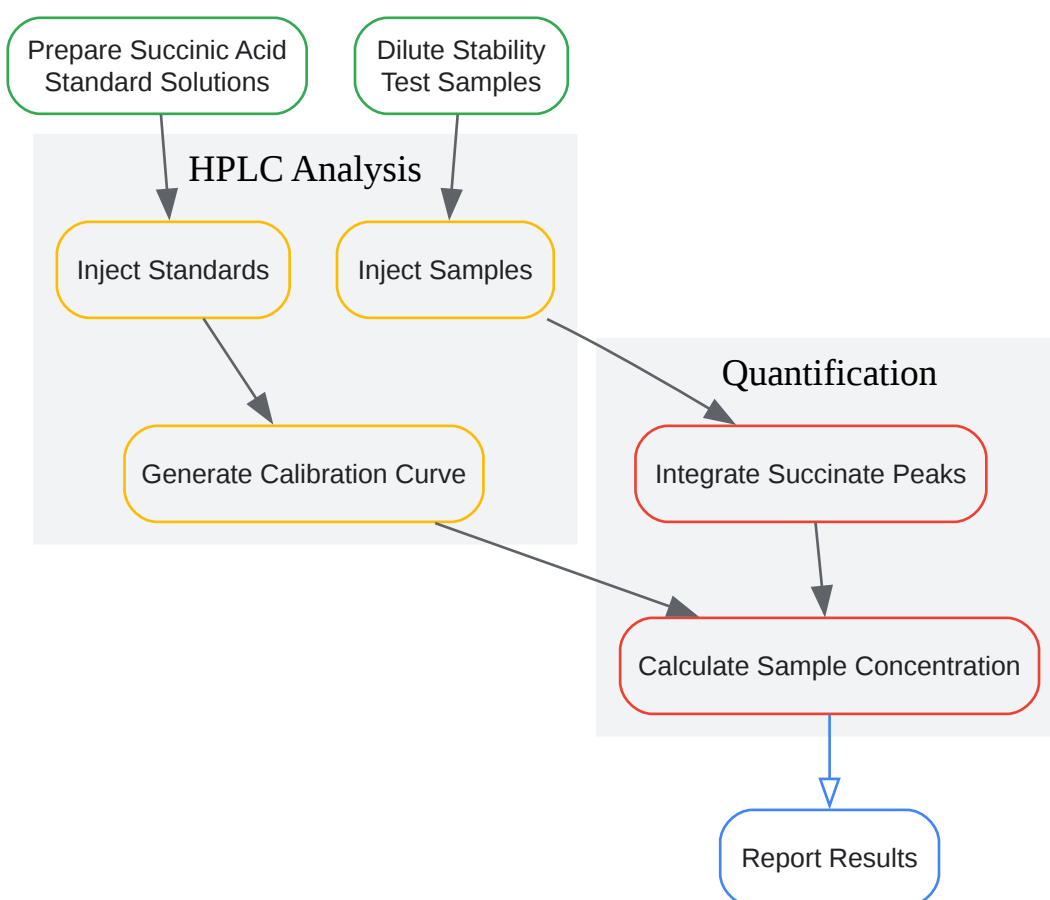 Prepare Succinic Acid
Standard Solutions
Dilute Stability
Test Samples
HPLC Analysis
Inject Standards
Inject Samples
Quantification
Generate Calibration Curve
Integrate Succinate Peaks
Calculate Sample Concentration
Report Results